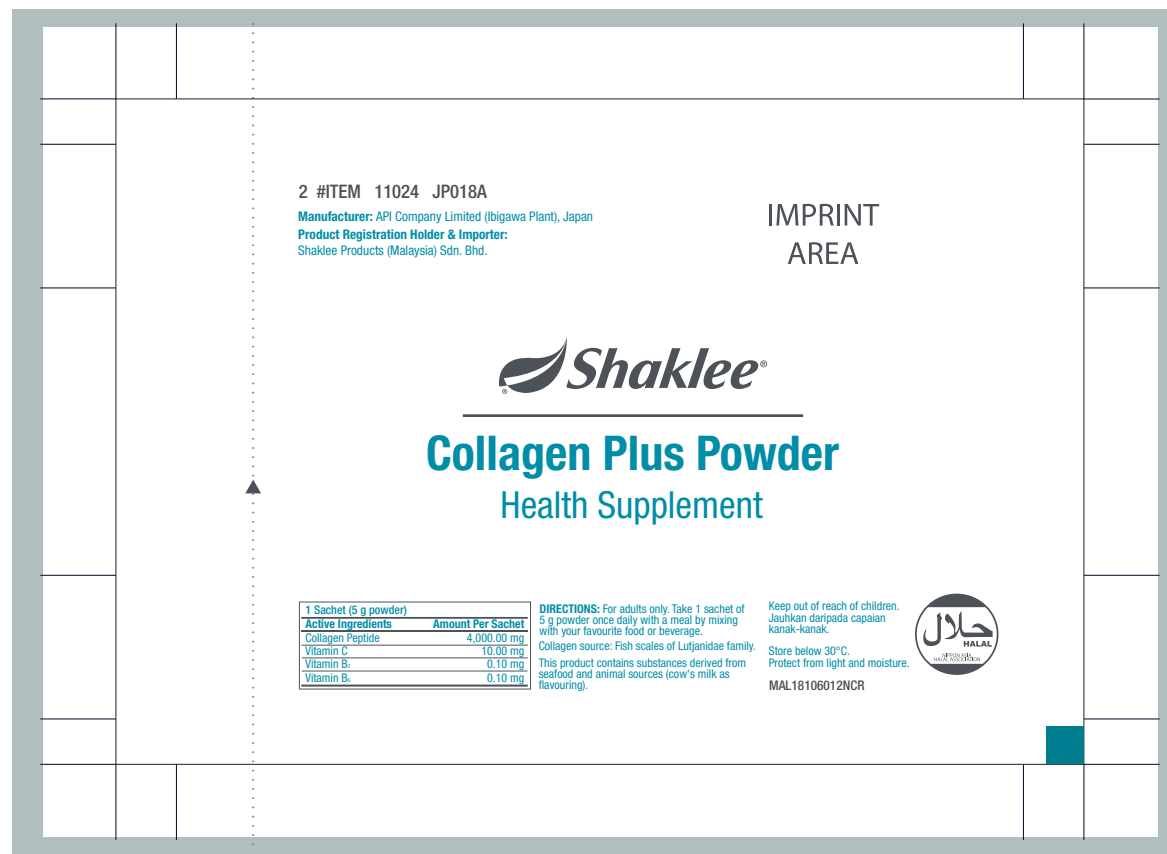 2 #ITEM 11024 JP018A
Manufacturer: API Company Limited (Ibigawa Plant), Japan
Product Registration Holder & Importer:
Shaklee Products (Malaysia) Sdn. Bhd.
IMPRINT
AREA
Shaklee®
®
Collagen Plus Powder
Health Supplement
1 Sachet (5 g powder)
Active Ingredients Amount Per Sachet
Collagen Peptide 4,000.00 mg
Vitamin C 10.00 mg
Vitamin B₂ 0.10 mg
Vitamin B₆ 0.10 mg
DIRECTIONS: For adults only. Take 1 sachet of
5 g powder once daily with a meal by mixing
with your favourite food or beverage.
Collagen source: Fish scales of Lutjanidae family.
This product contains substances derived from
seafood and animal sources (cow's milk as
flavouring).
Keep out of reach of children.
Jauhkan daripada capaian
kanak-kanak.
Store below 30°C.
Protect from light and moisture.
MAL18106012NCR
حلال
HALAL
NIPPON ASIA
HALAL ASSOCIATION